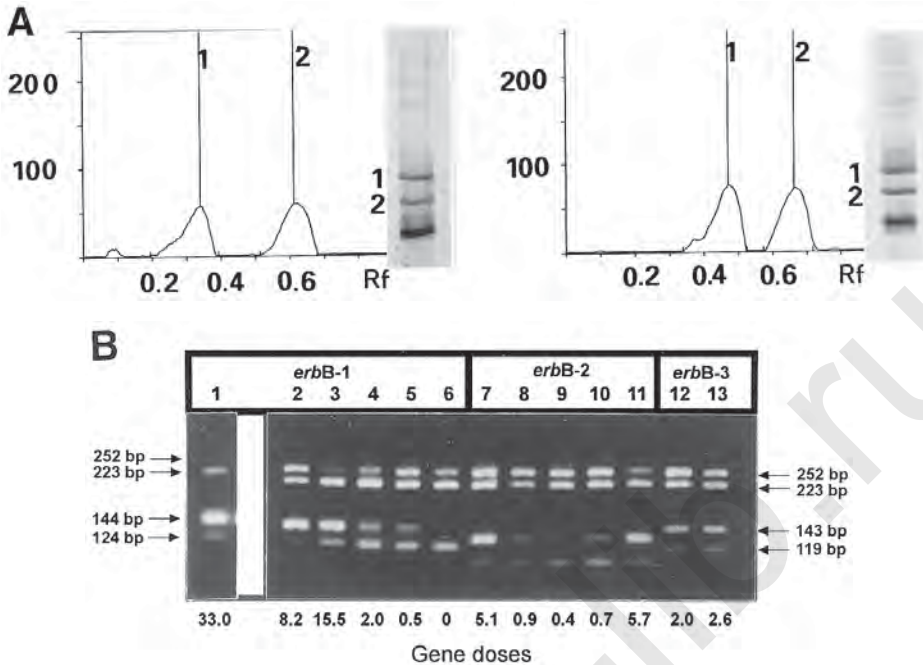 A
200
100
1
2
0.2 0.4 0.6 Rf
1
2
200
100
1
2
0.2 0.4 0.6 Rf
1
2
B
erbB-1 erbB-2 erbB-3
1 2 3 4 5 6 7 8 9 10 11 12 13
252 bp
223 bp
144 bp
124 bp
252 bp
223 bp
143 bp
119 bp
33.0 8.2 15.5 2.0 0.5 0 5.1 0.9 0.4 0.7 5.7 2.0 2.6
Gene doses
lib.ru